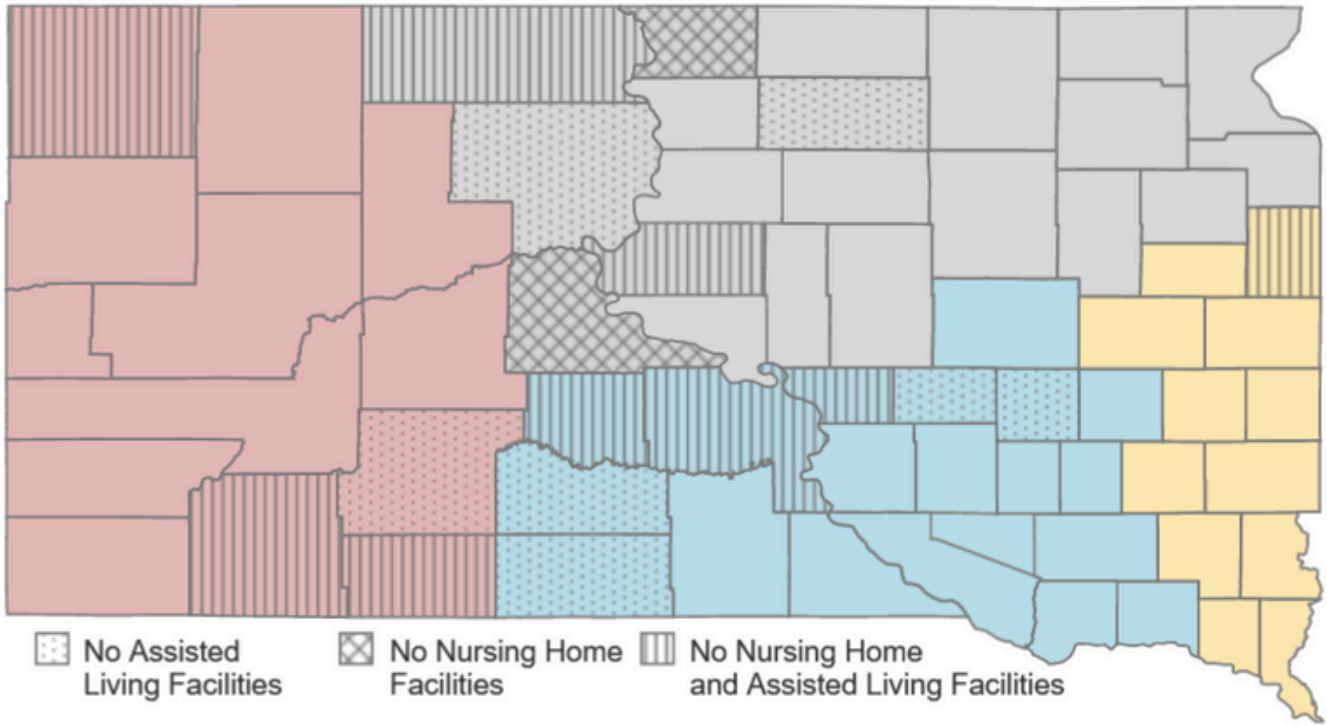 No Assisted
Living Facilities
No Nursing Home
Facilities
No Nursing Home
and Assisted Living Facilities